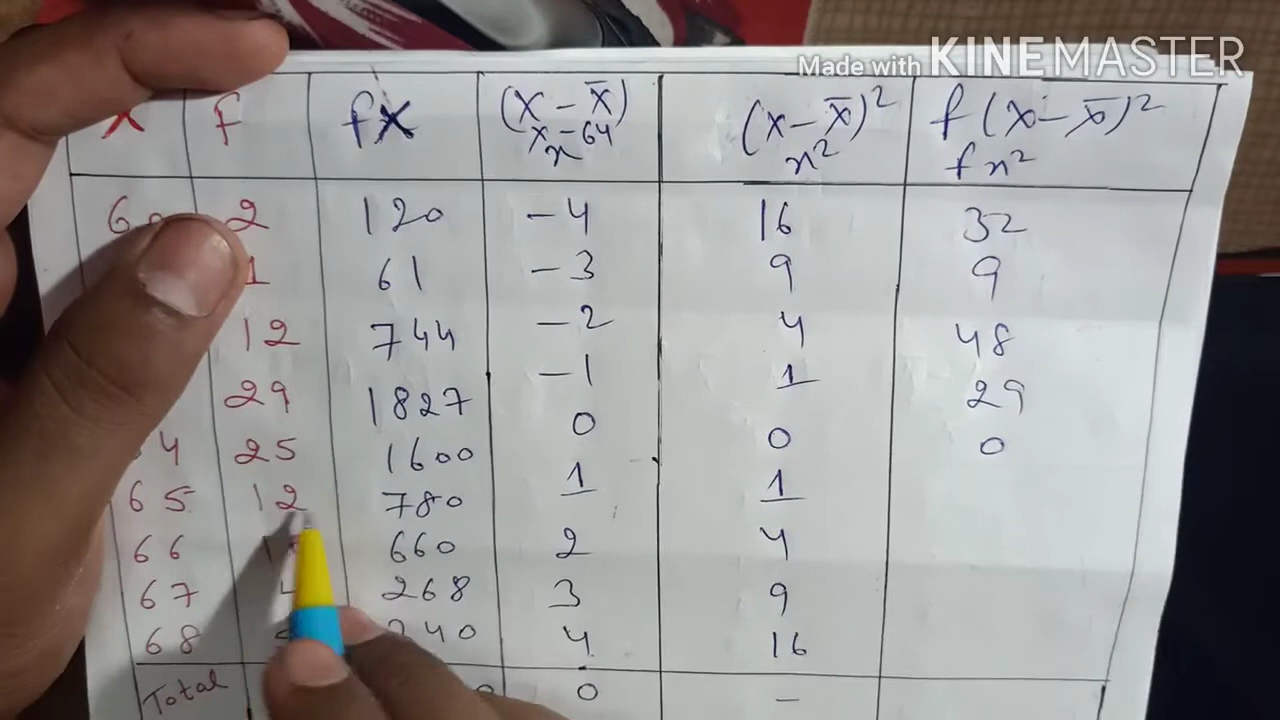 Made with KINEMASTER
X F fX (X - X̄) (X - X̄)² f (X - X̄)²
X - 64
x x² fx²
2 120 -4 16 32
1 61 -3 9 9
12 744 -2 4 48
29 1827 -1 1 29
4 25 1600 0 0 0
65 12 780 1 1
66 660 2 4
67 268 3 9
68 240 4 16
Total 0 -